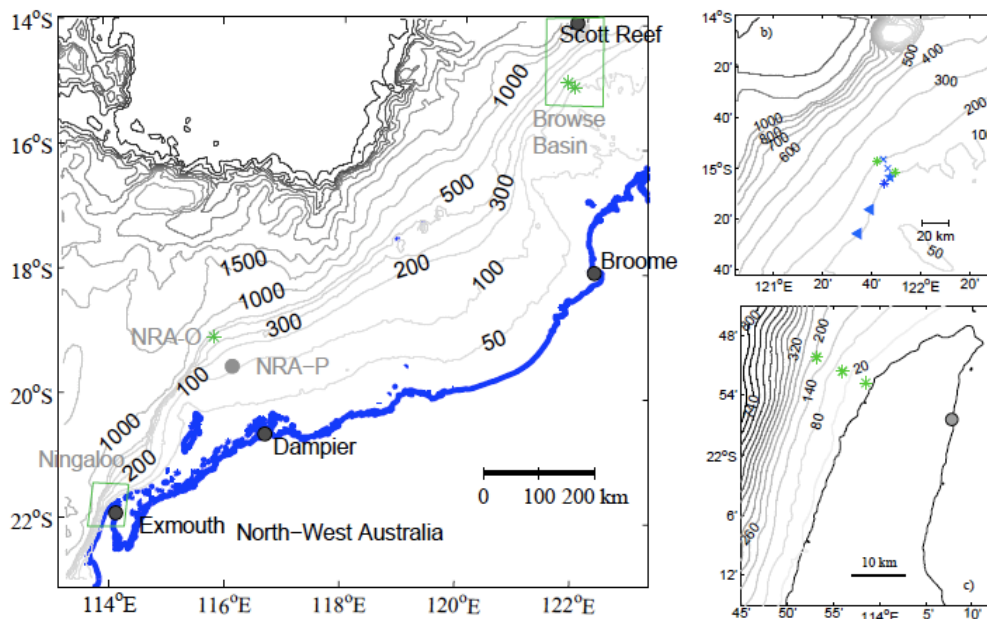 14°S
16°S
18°S
20°S
22°S
114°E
116°E
118°E
120°E
122°E
Scott Reef
1000
Browse
Basin
500
300
1500
200
Broome
1000
100
300
NRA-O
50
NRA–P
100
1000
Ningaloo
200
Dampier
0 100 200 km
Exmouth
North–West Australia
b)
14°S
20'
40'
15°S
20'
40'
500
400
300
200
1000
800
700
600
20 km
50
121°E
20'
40'
122°E
20'
48'
54'
22°S
6'
12'
800
320
200
20
140
740
80
260
10 km
c)
45'
50'
55'
114°E
5'
10'